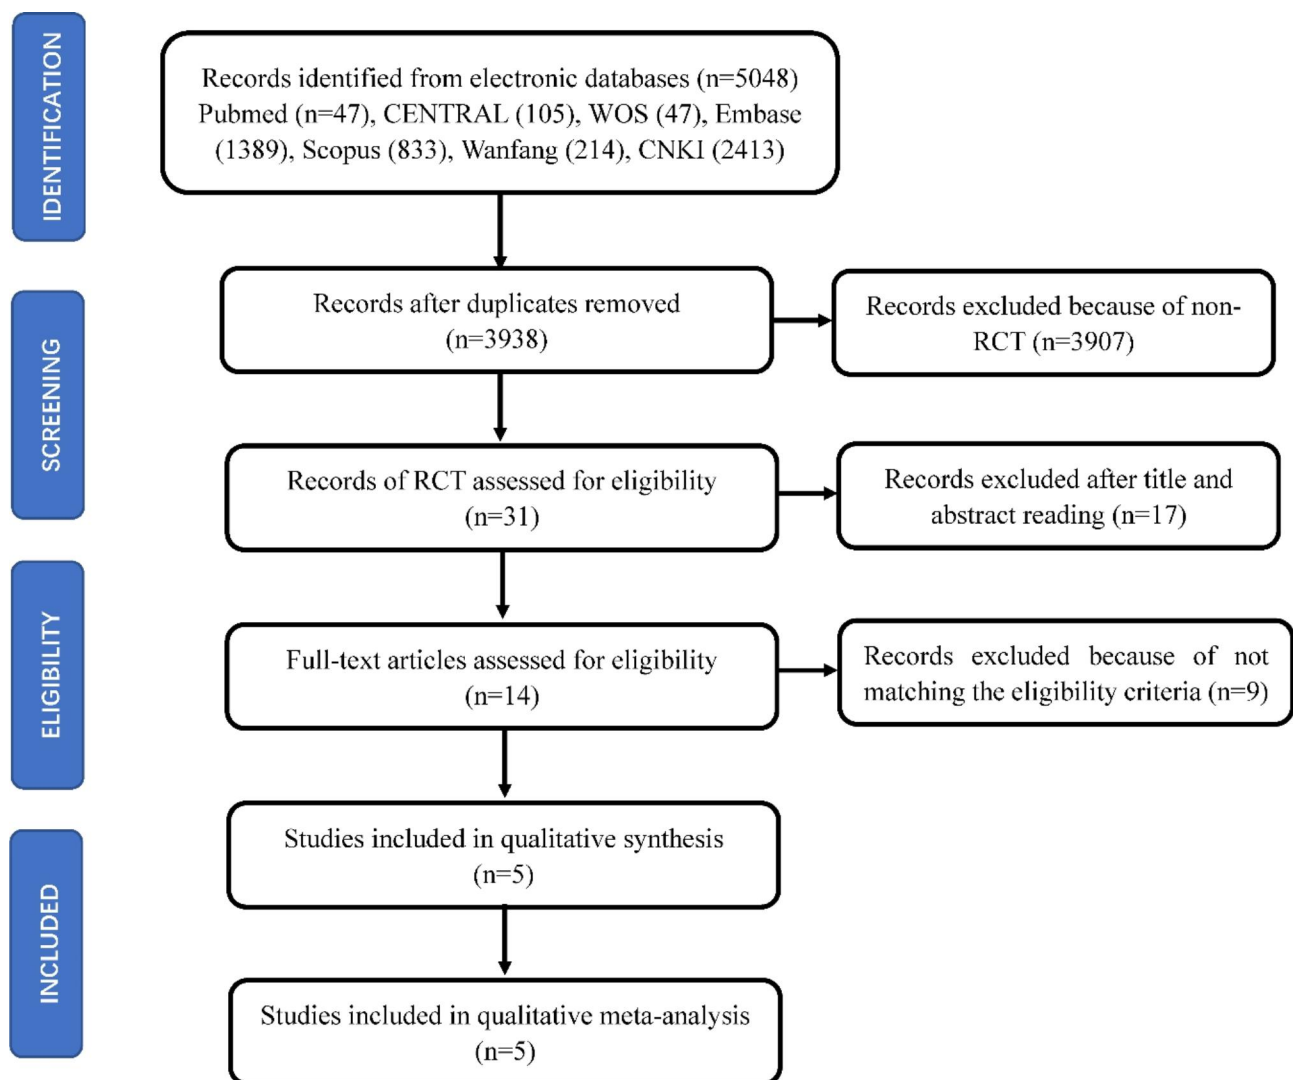 IDENTIFICATION
Records identified from electronic databases (n=5048)
Pubmed (n=47), CENTRAL (105), WOS (47), Embase
(1389), Scopus (833), Wanfang (214), CNKI (2413)
SCREENING
Records after duplicates removed
(n=3938)
Records excluded because of non-
RCT (n=3907)
Records of RCT assessed for eligibility
(n=31)
Records excluded after title and
abstract reading (n=17)
ELIGIBILITY
Full-text articles assessed for eligibility
(n=14)
Records excluded because of not
matching the eligibility criteria (n=9)
INCLUDED
Studies included in qualitative synthesis
(n=5)
Studies included in qualitative meta-analysis
(n=5)